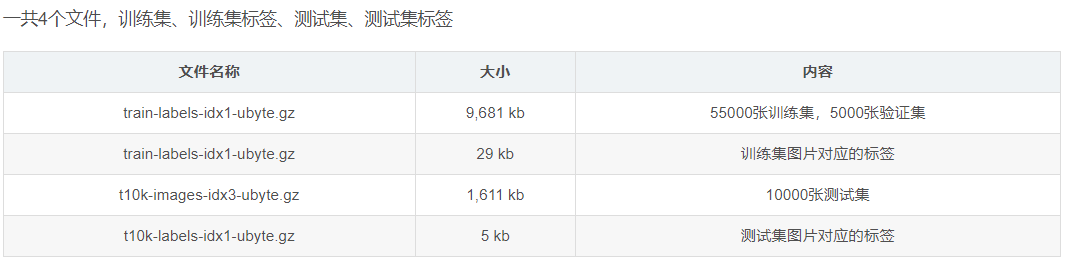 一共4个文件，训练集、训练集标签、测试集、测试集标签
文件名称 大小 内容
train-labels-idx1-ubyte.gz 9,681 kb 55000张训练集，5000张验证集
train-labels-idx1-ubyte.gz 29 kb 训练集图片对应的标签
t10k-images-idx3-ubyte.gz 1,611 kb 10000张测试集
t10k-labels-idx1-ubyte.gz 5 kb 测试集图片对应的标签